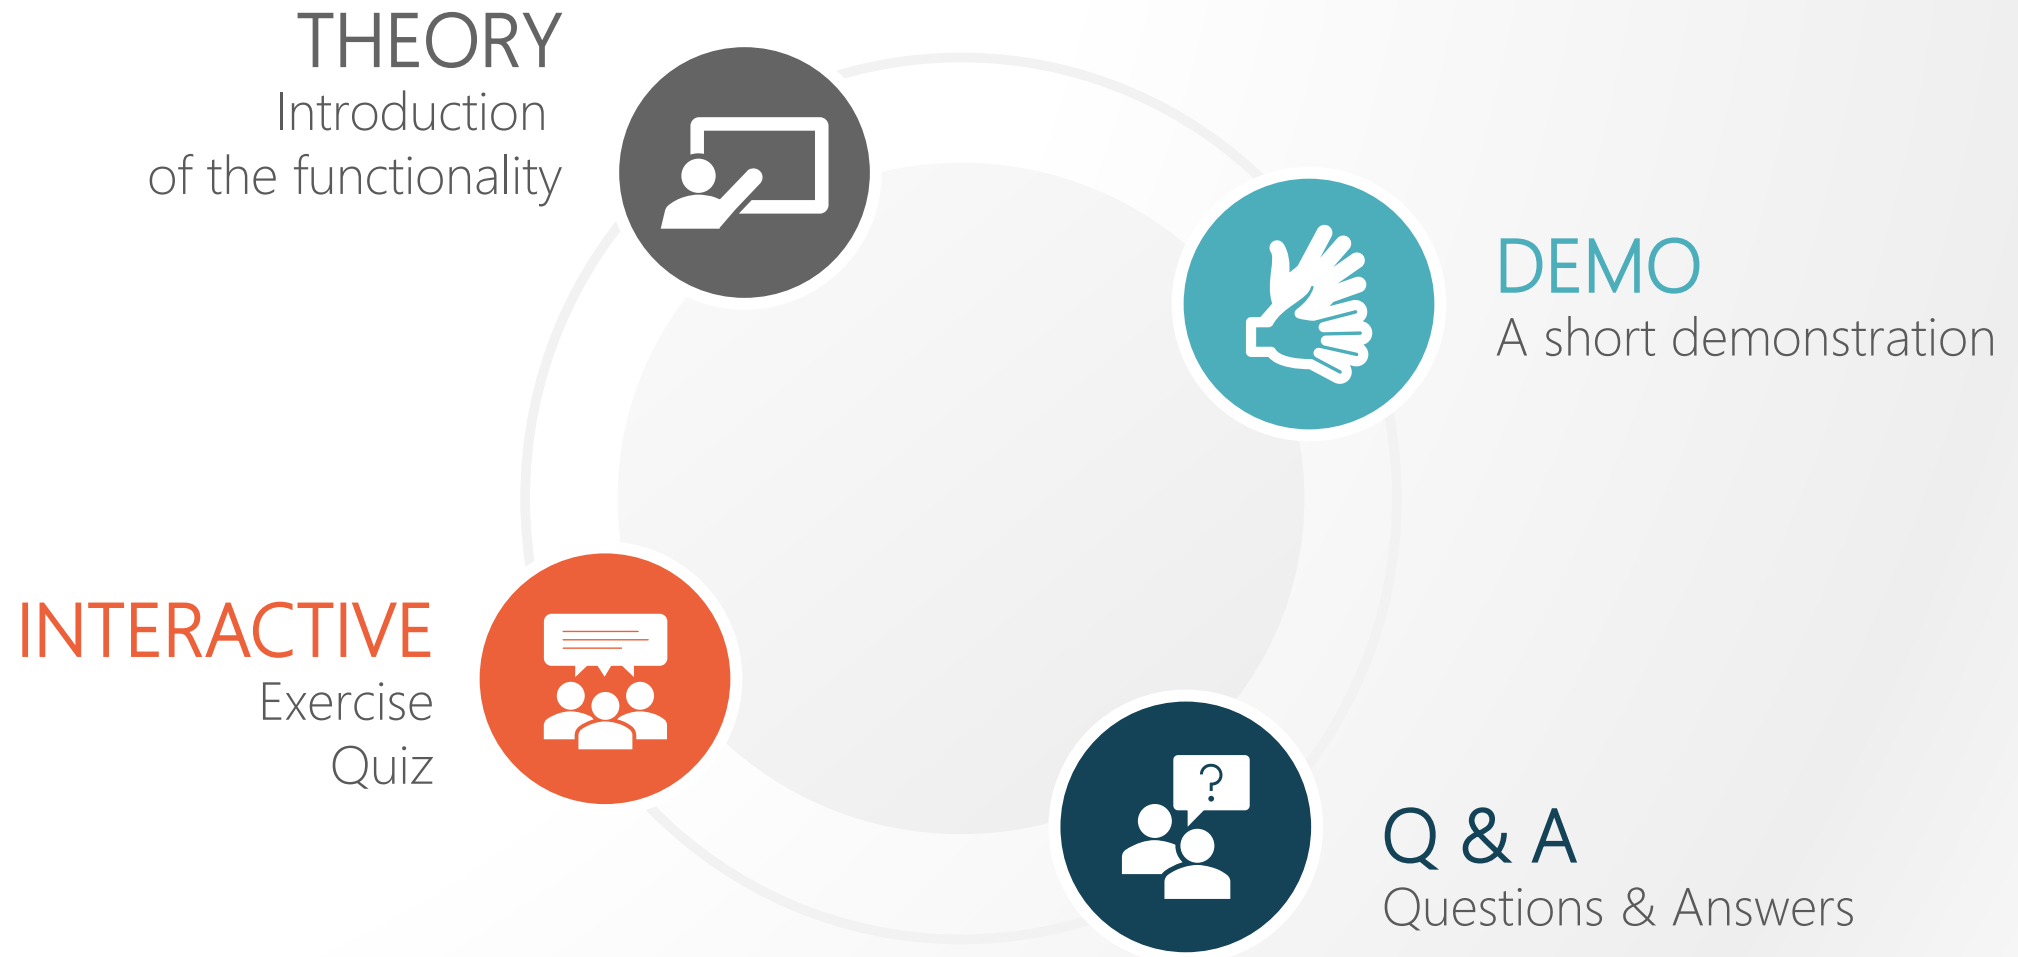 THEORY
Introduction
of the functionality
DEMO
A short demonstration
INTERACTIVE
Exercise
Quiz
?
Q & A
Questions & Answers